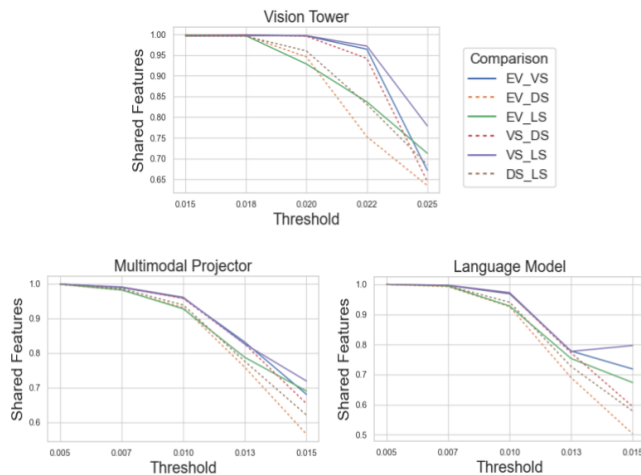 Vision Tower
Shared Features
1.00
0.95
0.90
0.85
0.80
0.75
0.70
0.65
0.015
0.018
0.020
0.022
0.025
Threshold
Comparison
EV_VS
EV_DS
EV_LS
VS_DS
VS_LS
DS_LS
Multimodal Projector
Shared Features
1.0
0.9
0.8
0.7
0.6
0.005
0.007
0.010
0.013
0.015
Threshold
Language Model
Shared Features
1.0
0.9
0.8
0.7
0.6
0.5
0.005
0.007
0.010
0.013
Threshold